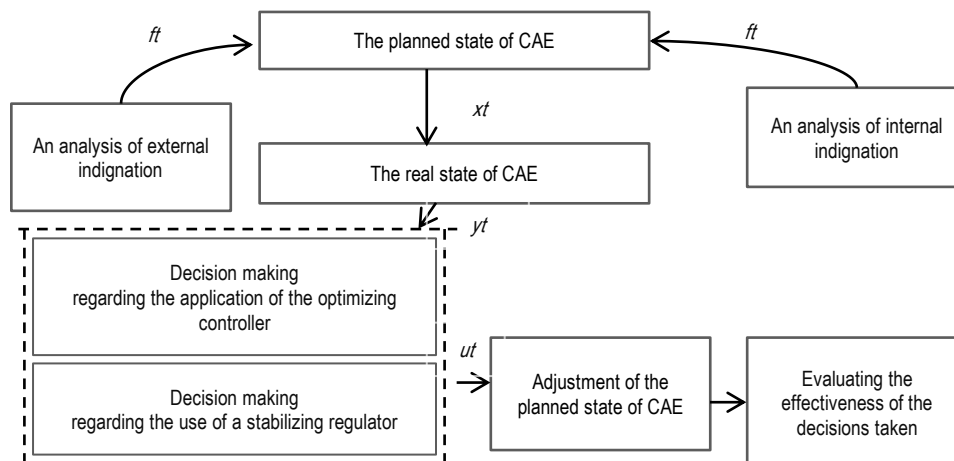 ft
The planned state of CAE
ft
xt
An analysis of external
indignation
An analysis of internal
indignation
The real state of CAE
yt
Decision making
regarding the application of the optimizing
controller
Decision making
regarding the use of a stabilizing regulator
ut
Adjustment of the
planned state of CAE
Evaluating the
effectiveness of the
decisions taken